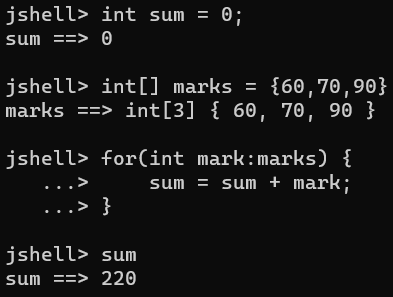 jshell> int sum = 0;
sum ==> 0
jshell> int[] marks = {60,70,90}
marks ==> int[3] { 60, 70, 90 }
jshell> for(int mark:marks) {
   ...>     sum = sum + mark;
   ...> }
jshell> sum
sum ==> 220